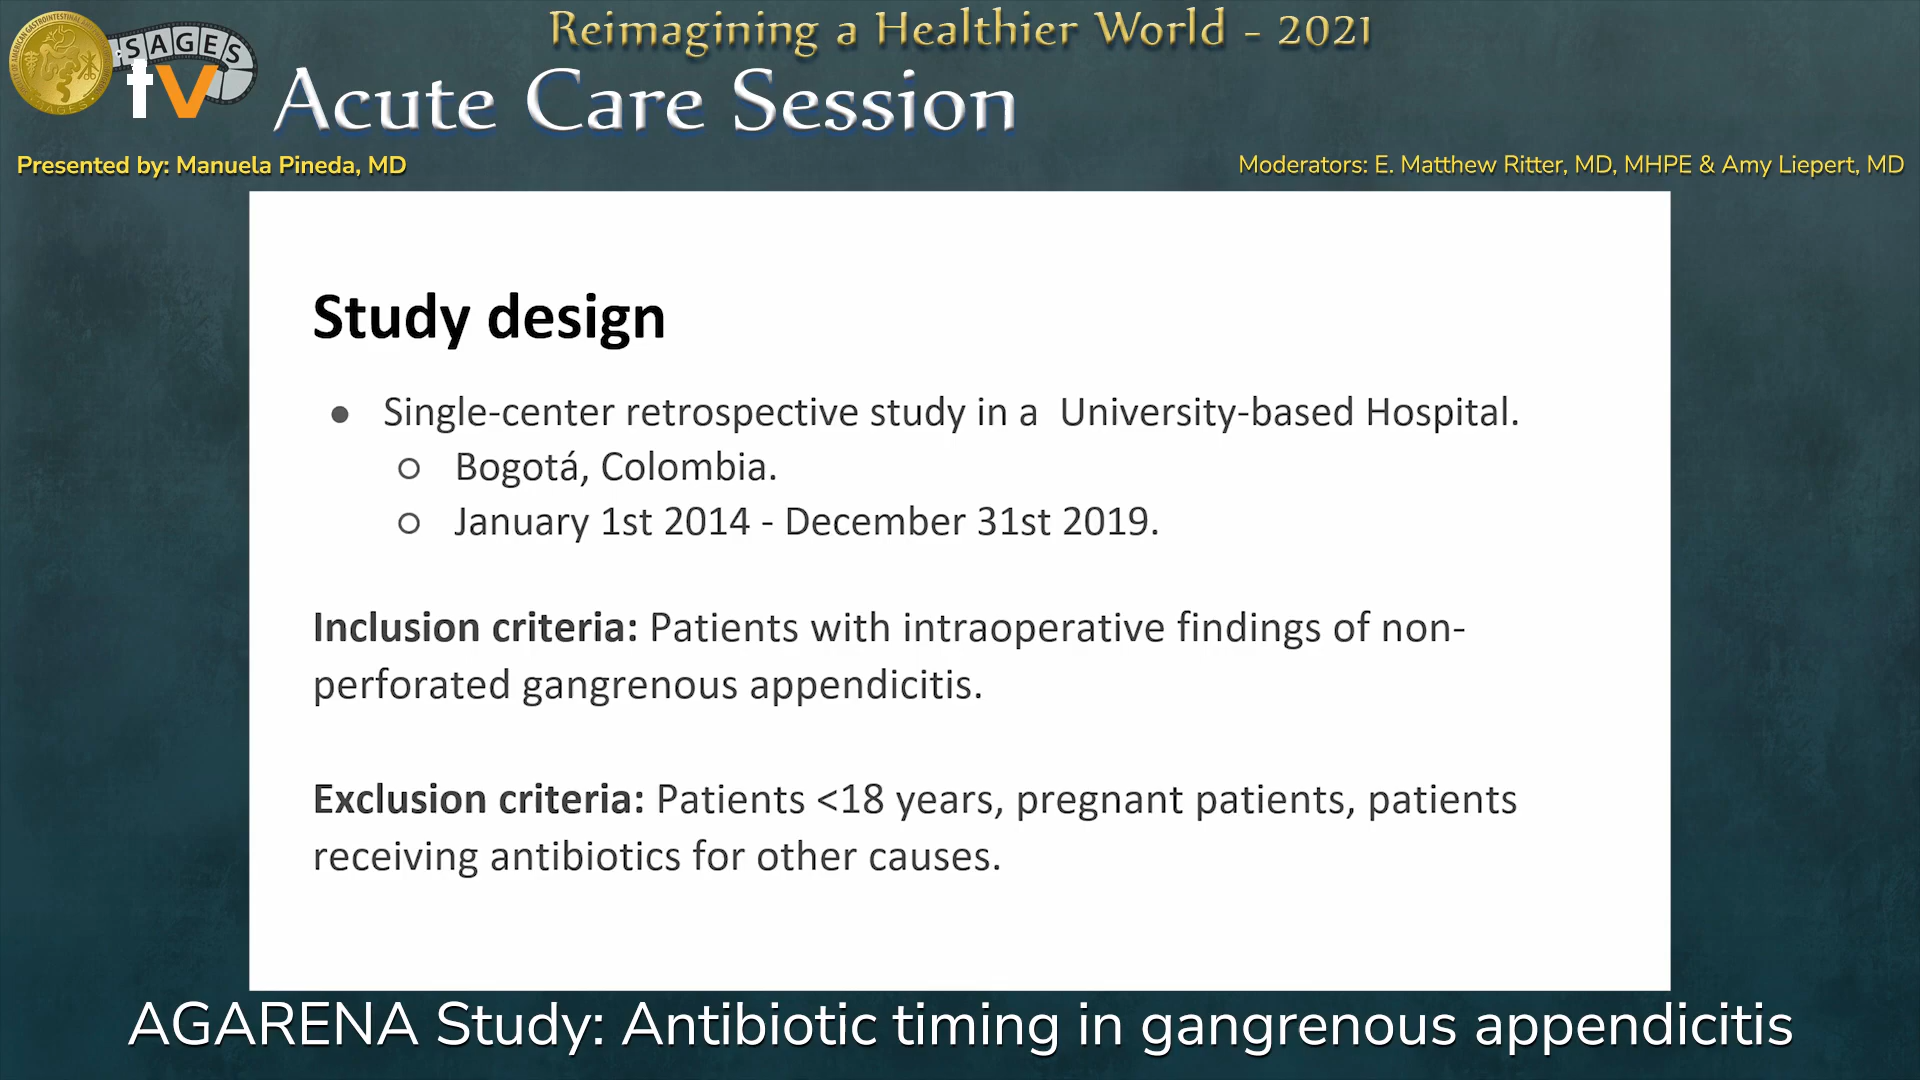 Reimagining a Healthier World - 2021
SAGES
tv
Acute Care Session
Presented by: Manuela Pineda, MD
Moderators: E. Matthew Ritter, MD, MHPE & Amy Liepert, MD
Study design
● Single-center retrospective study in a  University-based Hospital.
○ Bogotá, Colombia.
○ January 1st 2014 - December 31st 2019.
Inclusion criteria: Patients with intraoperative findings of non-
perforated gangrenous appendicitis.
Exclusion criteria: Patients <18 years, pregnant patients, patients
receiving antibiotics for other causes.
AGARENA Study: Antibiotic timing in gangrenous appendicitis